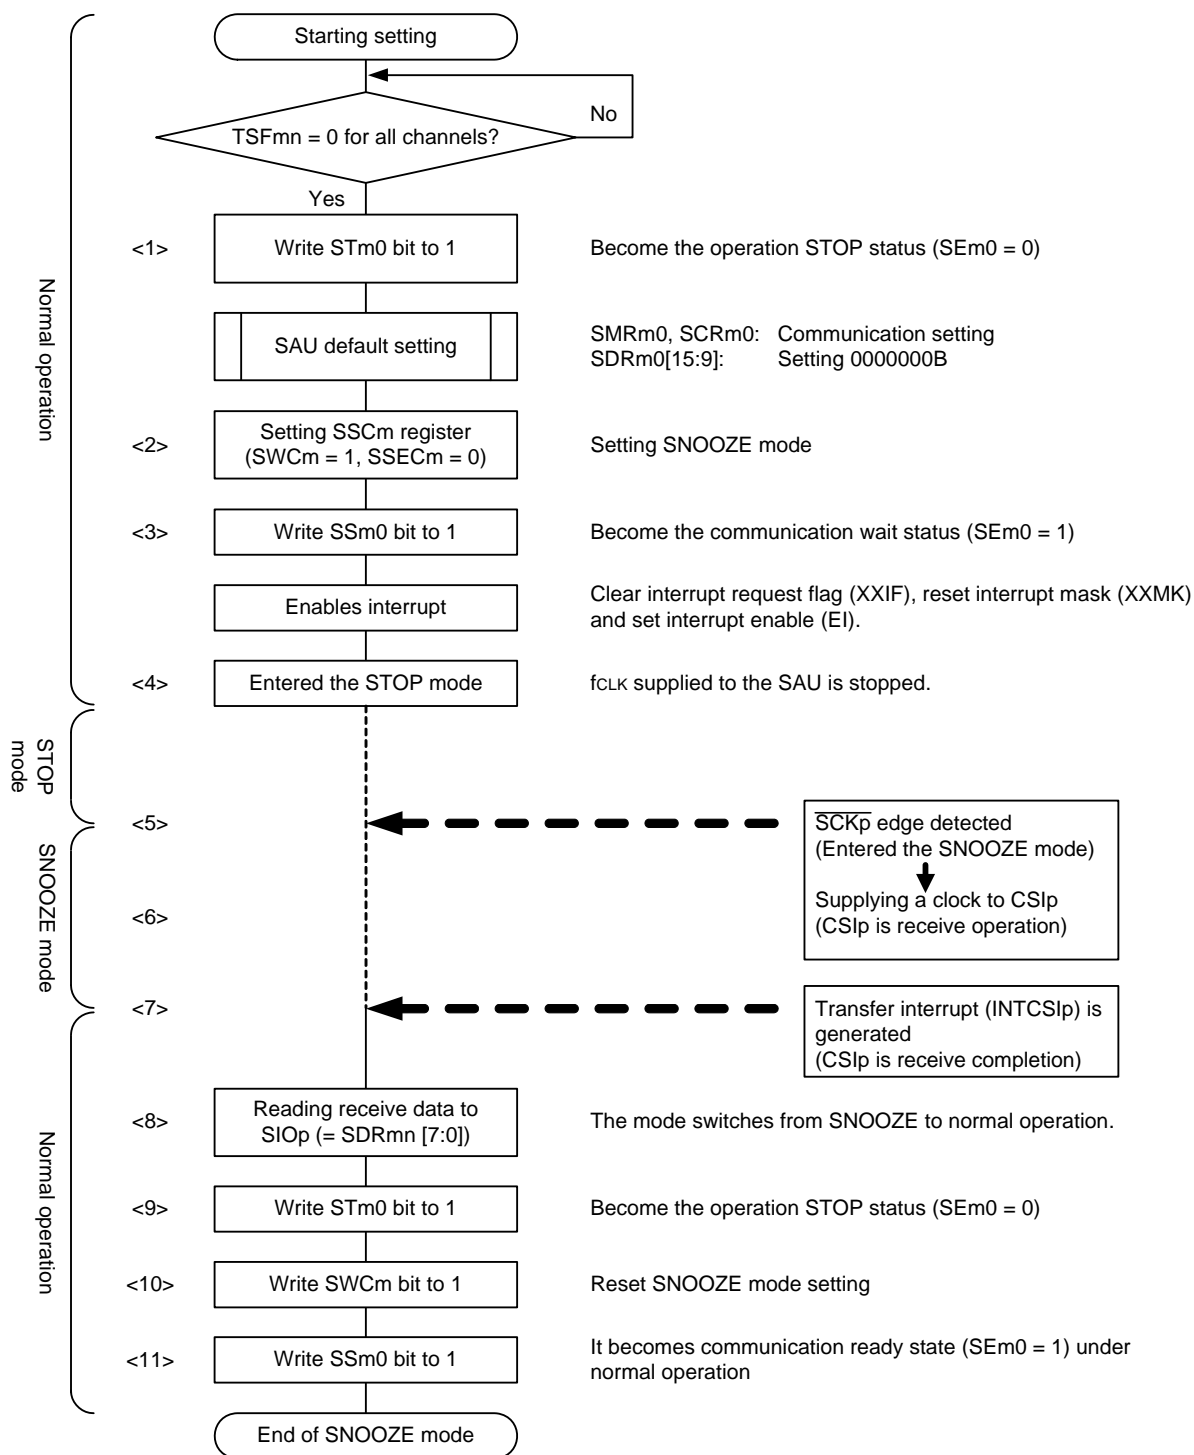 Starting setting
No
TSFmn = 0 for all channels?
Yes
<1>
Write STm0 bit to 1
Become the operation STOP status (SEm0 = 0)
Normal operation
SAU default setting
SMRm0, SCRm0: Communication setting
SDRm0[15:9]: Setting 0000000B
<2>
Setting SSCm register
(SWCm = 1, SSECm = 0)
Setting SNOOZE mode
<3>
Write SSm0 bit to 1
Become the communication wait status (SEm0 = 1)
Enables interrupt
Clear interrupt request flag (XXIF), reset interrupt mask (XXMK)
and set interrupt enable (EI).
<4>
Entered the STOP mode
fCLK supplied to the SAU is stopped.
STOP
mode
<5>
SCKp edge detected
(Entered the SNOOZE mode)
SNOOZE mode
<6>
Supplying a clock to CSIp
(CSIp is receive operation)
<7>
Transfer interrupt (INTCSIp) is
generated
(CSIp is receive completion)
Normal operation
<8>
Reading receive data to
SIOp (= SDRmn [7:0])
The mode switches from SNOOZE to normal operation.
<9>
Write STm0 bit to 1
Become the operation STOP status (SEm0 = 0)
<10>
Write SWCm bit to 1
Reset SNOOZE mode setting
<11>
Write SSm0 bit to 1
It becomes communication ready state (SEm0 = 1) under
normal operation
End of SNOOZE mode